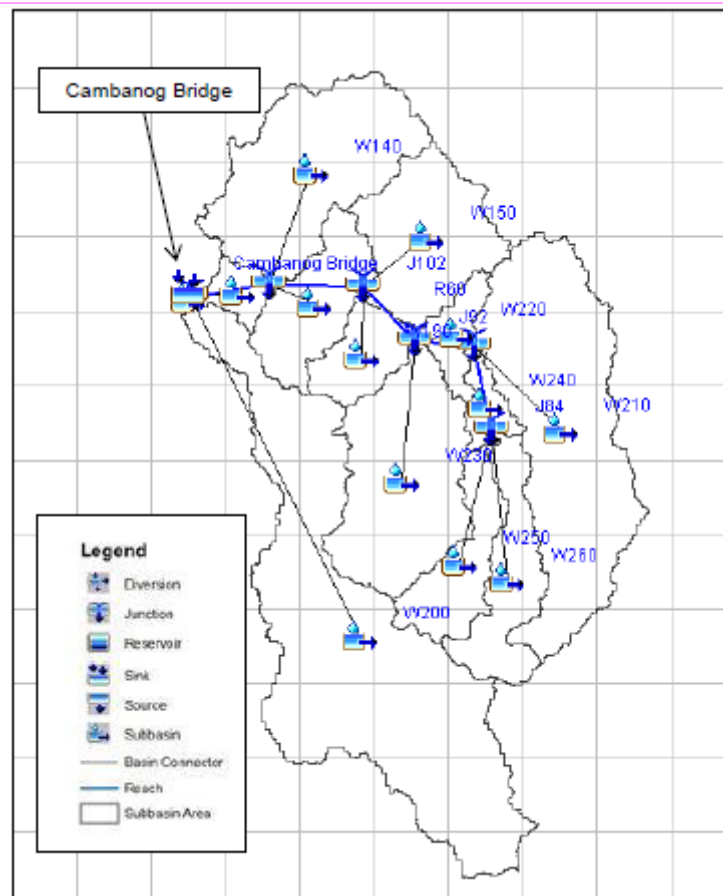 Cambanog Bridge
W140
W150
Cambanog Bridge
J102
R60
W220
J92
W240
W210
J84
W230
W250
W260
W200
Legend
Diversion
Junction
Reservoir
Sink
Source
Subbasin
Basin Connector
Reach
Subbasin Area